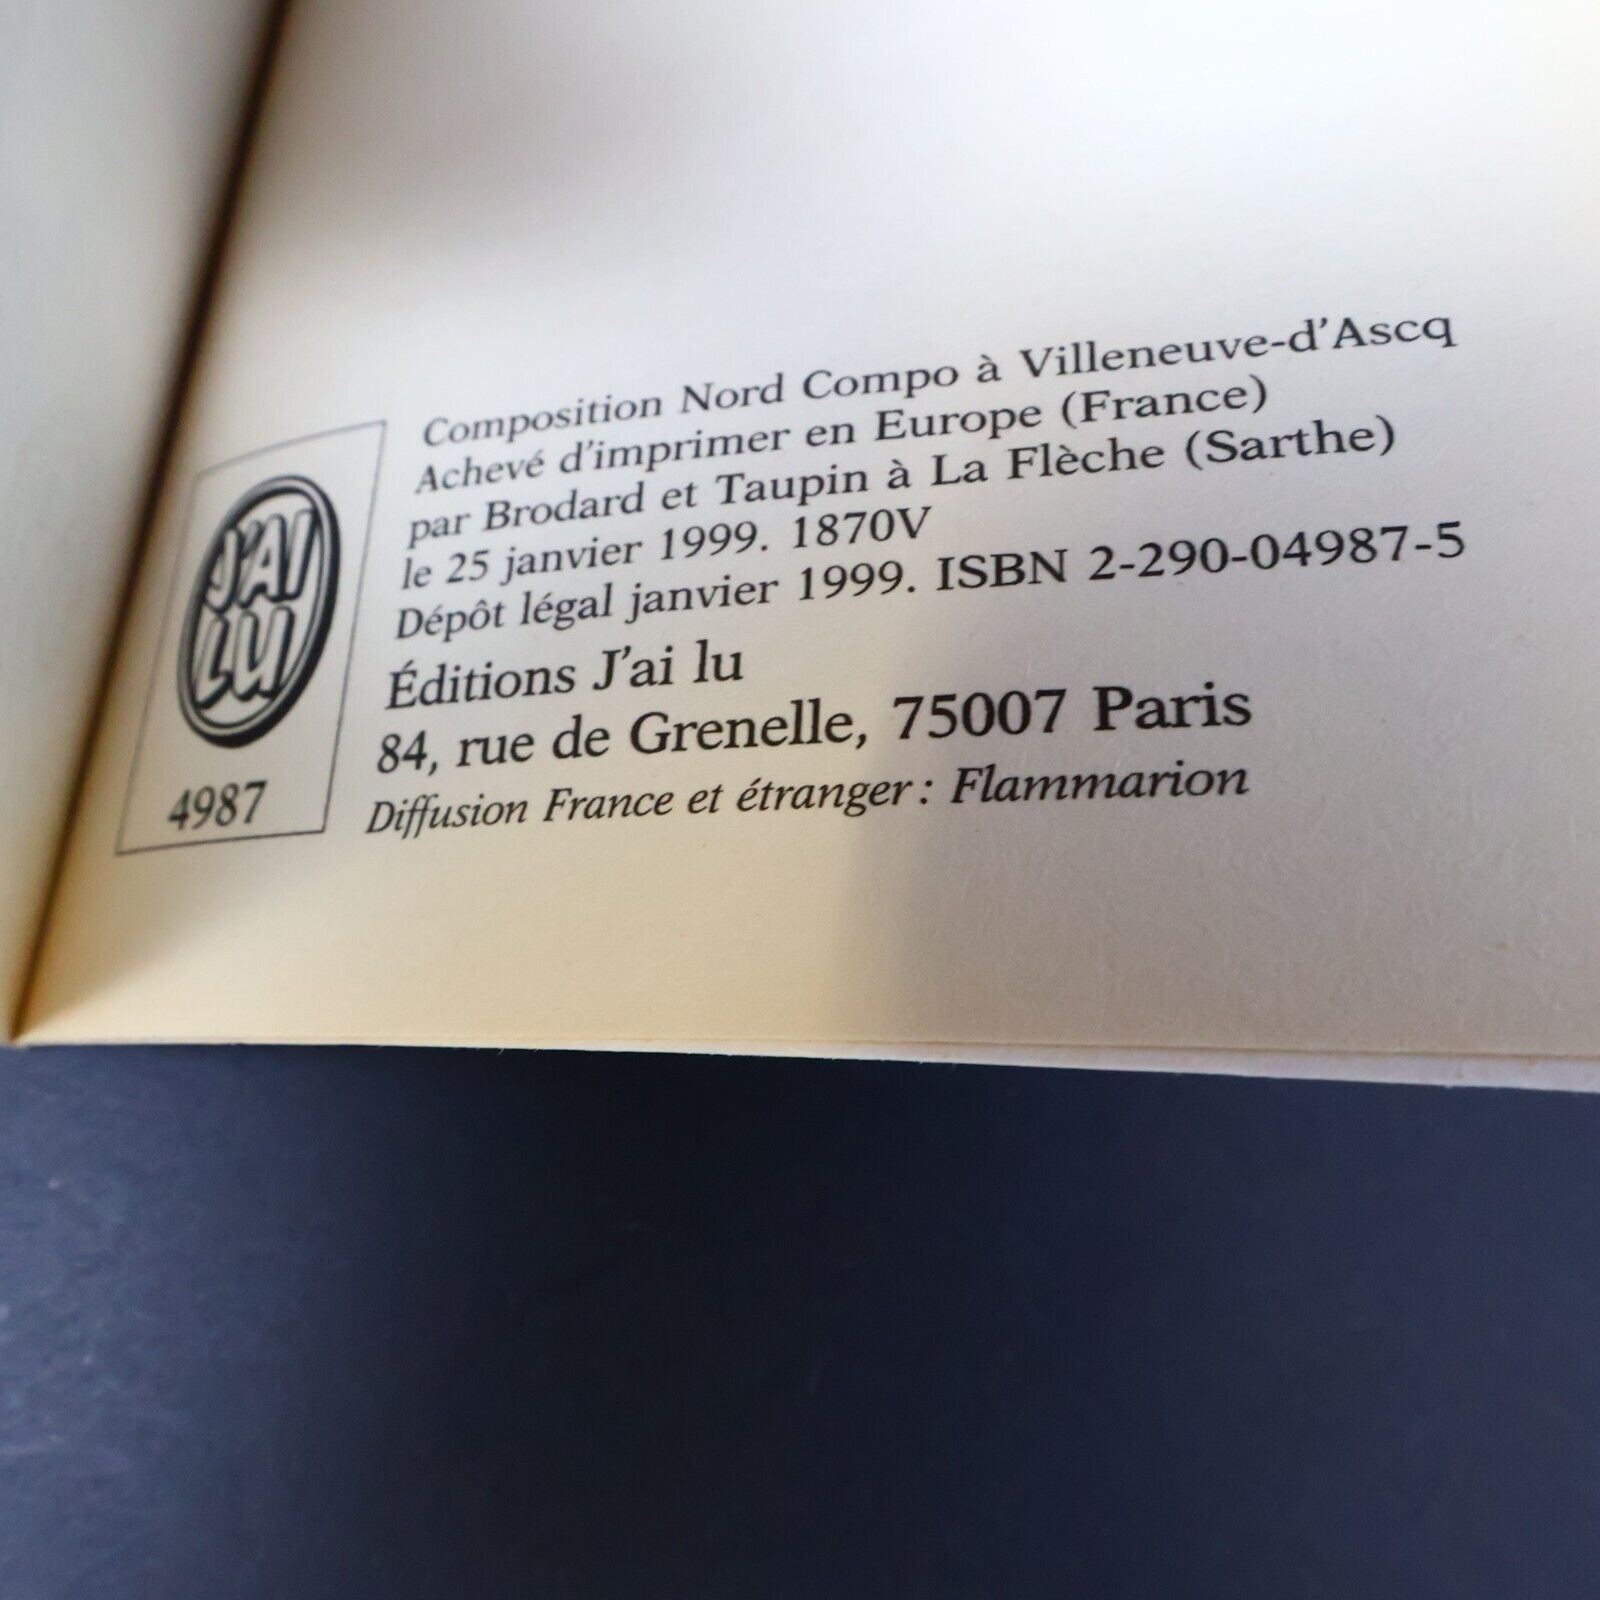 Composition Nord Compo à Villeneuve-d'Ascq
Achevé d'imprimer en Europe (France)
par Brodard et Taupin à La Flèche (Sarthe)
le 25 janvier 1999. 1870V
Dépôt légal janvier 1999. ISBN 2-290-04987-5
Éditions J'ai lu
84, rue de Grenelle, 75007 Paris
Diffusion France et étranger : Flammarion
J'AI
LU
4987